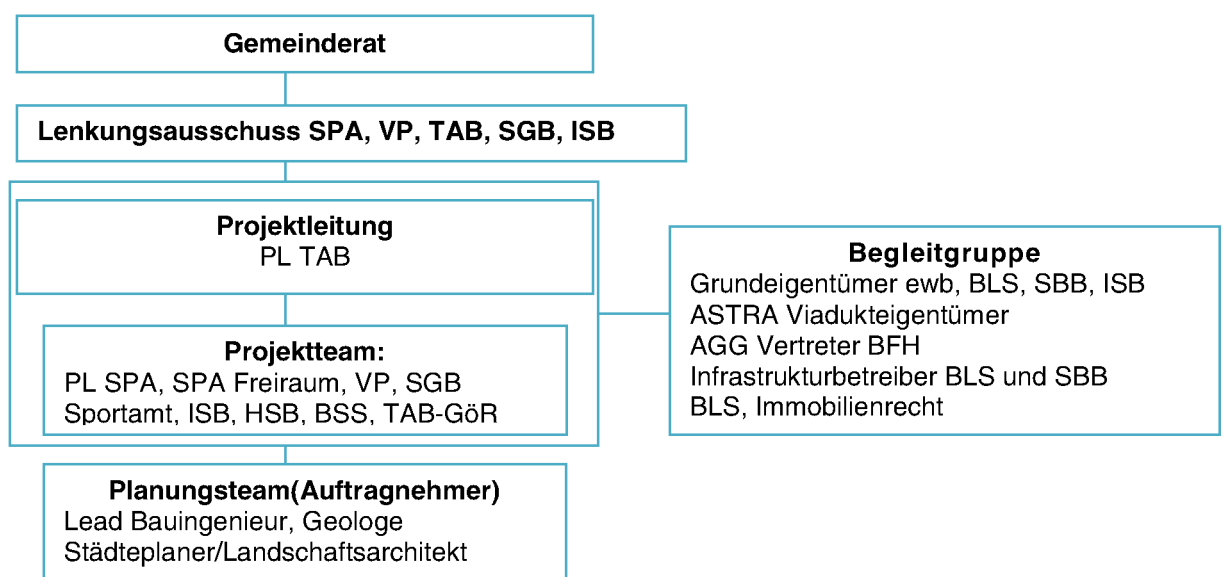 Gemeinderat
Lenkungsausschuss SPA, VP, TAB, SGB, ISB
Projektleitung
PL TAB
Projektteam:
PL SPA, SPA Freiraum, VP, SGB
Sportamt, ISB, HSB, BSS, TAB-GöR
Begleitgruppe
Grundeigentümer ewb, BLS, SBB, ISB
ASTRA Viadukteigentümer
AGG Vertreter BFH
Infrastrukturbetreiber BLS und SBB
BLS, Immobilienrecht
Planungsteam(Auftragnehmer)
Lead Bauingenieur, Geologe
Städteplaner/Landschaftsarchitekt